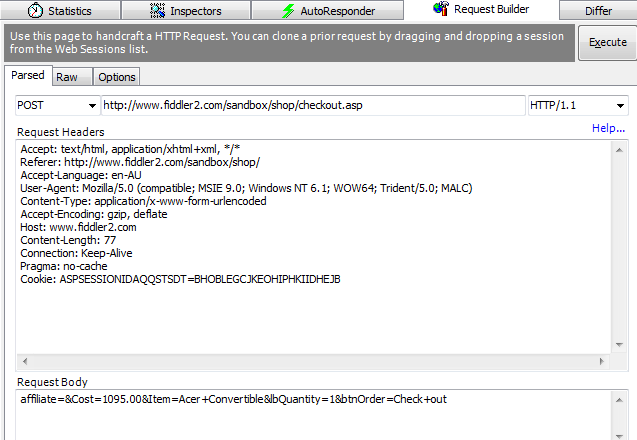 Statistics Inspectors AutoResponder Request Builder Differ
Use this page to handcraft a HTTP Request. You can clone a prior request by dragging and dropping a session
from the Web Sessions list.
Execute
Parsed Raw Options
POST http://www.fiddler2.com/sandbox/shop/checkout.asp HTTP/1.1
Help...
Request Headers
Accept: text/html, application/xhtml+xml, */*
Referer: http://www.fiddler2.com/sandbox/shop/
Accept-Language: en-AU
User-Agent: Mozilla/5.0 (compatible; MSIE 9.0; Windows NT 6.1; WOW64; Trident/5.0; MALC)
Content-Type: application/x-www-form-urlencoded
Accept-Encoding: gzip, deflate
Host: www.fiddler2.com
Content-Length: 77
Connection: Keep-Alive
Pragma: no-cache
Cookie: ASPSESSIONIDAQQSTSDT=BHOBLEGCJKEOHIPHKIIDHEJB
Request Body
affiliate=&Cost=1095.00&Item=Acer+Convertible&lbQuantity=1&btnOrder=Check+out